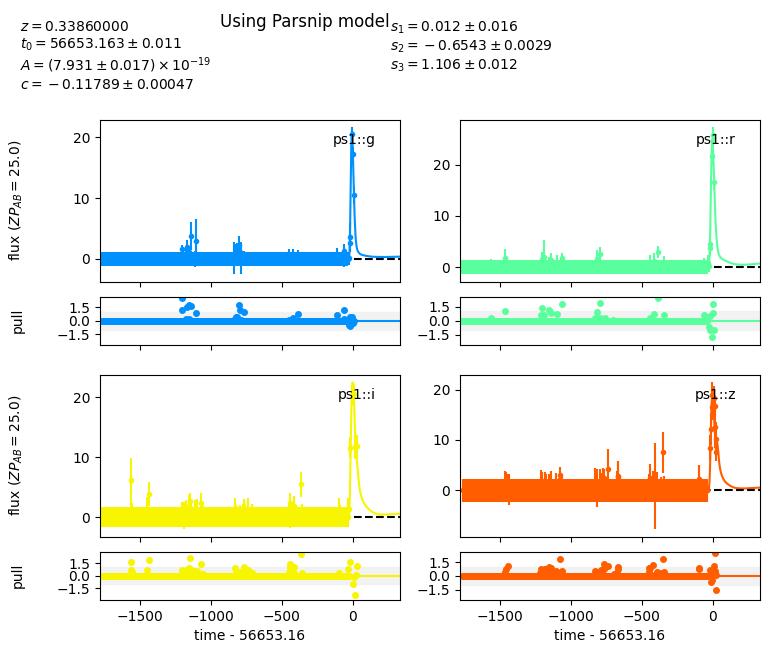 Using Parsnip model
z = 0.33860000
t0 = 56653.163 ± 0.011
A = (7.931 ± 0.017) × 10^−19
c = −0.11789 ± 0.00047
s1 = 0.012 ± 0.016
s2 = −0.6543 ± 0.0029
s3 = 1.106 ± 0.012
flux (ZP_AB = 25.0)
20
10
0
ps1::g
20
10
0
ps1::r
pull
1.5
0.0
−1.5
1.5
0.0
−1.5
flux (ZP_AB = 25.0)
20
10
0
ps1::i
20
10
0
ps1::z
pull
1.5
0.0
−1.5
1.5
0.0
−1.5
−1500 −1000 −500 0
−1500 −1000 −500 0
time - 56653.16
time - 56653.16